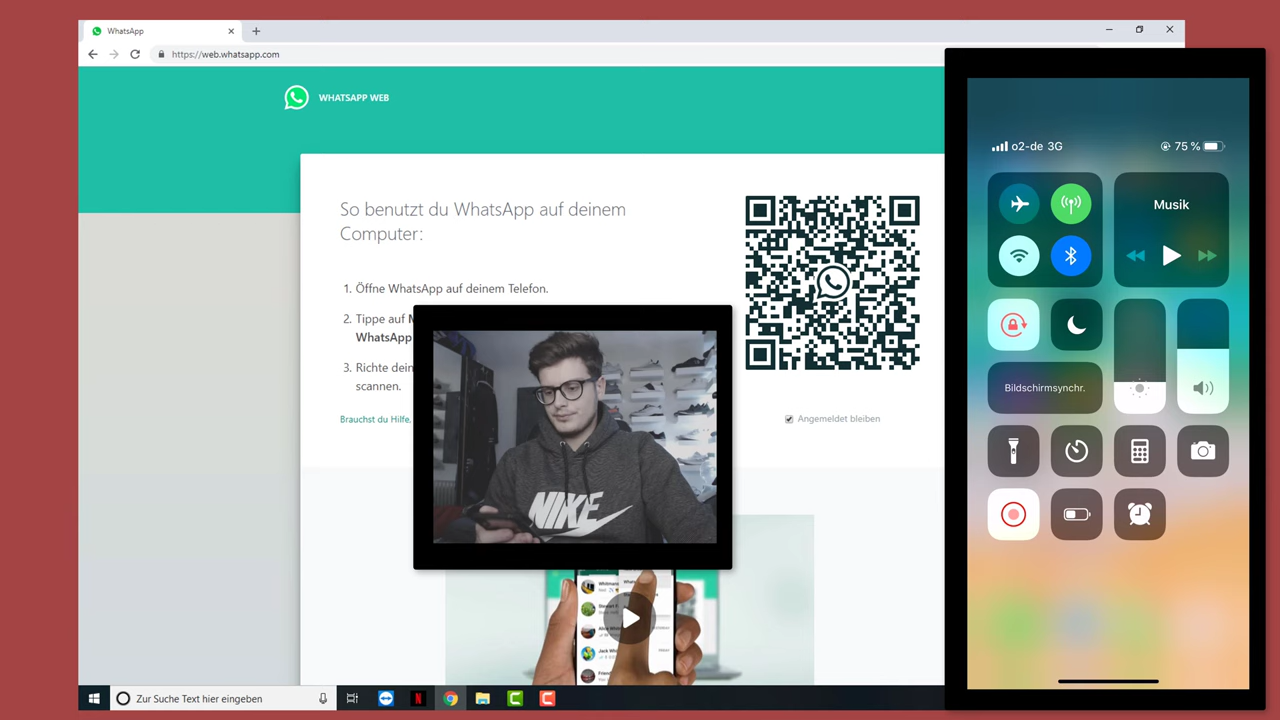 WhatsApp
https://web.whatsapp.com
WHATSAPP WEB
So benutzt du WhatsApp auf deinem
Computer:
1. Öffne WhatsApp auf deinem Telefon.
2. Tippe auf
WhatsApp
3. Richte dein
scannen.
Brauchst du Hilfe,
Angemeldet bleiben
NIKE
Zur Suche Text hier eingeben
o2-de 3G
75 %
Musik
Bildschirmsynchr.